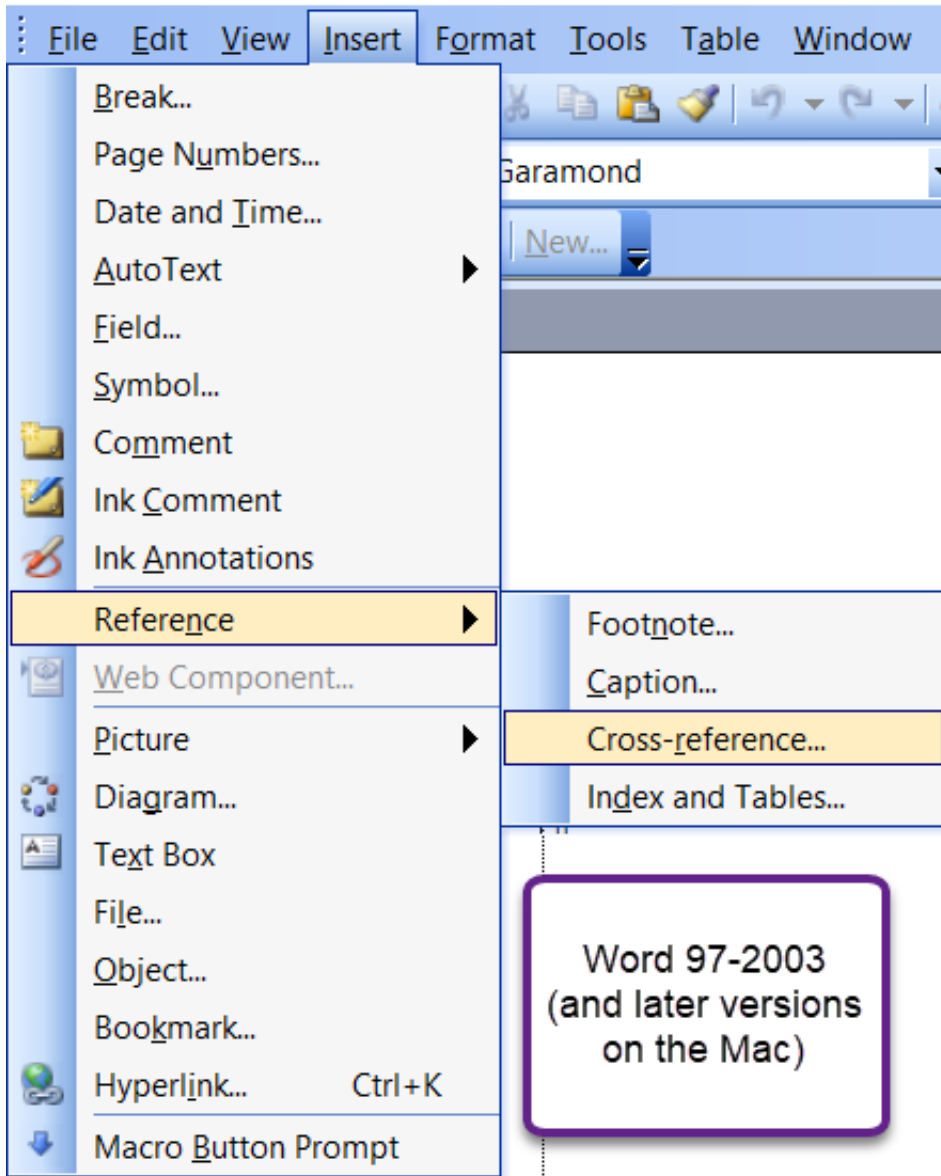 File Edit View Insert Format Tools Table Window
Break...
Page Numbers...
Garamond
Date and Time...
New...
AutoText
Field...
Symbol...
Comment
Ink Comment
Ink Annotations
Reference
Web Component...
Picture
Diagram...
Text Box
File...
Object...
Bookmark...
Hyperlink... Ctrl+K
Macro Button Prompt
Footnote...
Caption...
Cross-reference...
Index and Tables...
Word 97-2003
(and later versions
on the Mac)